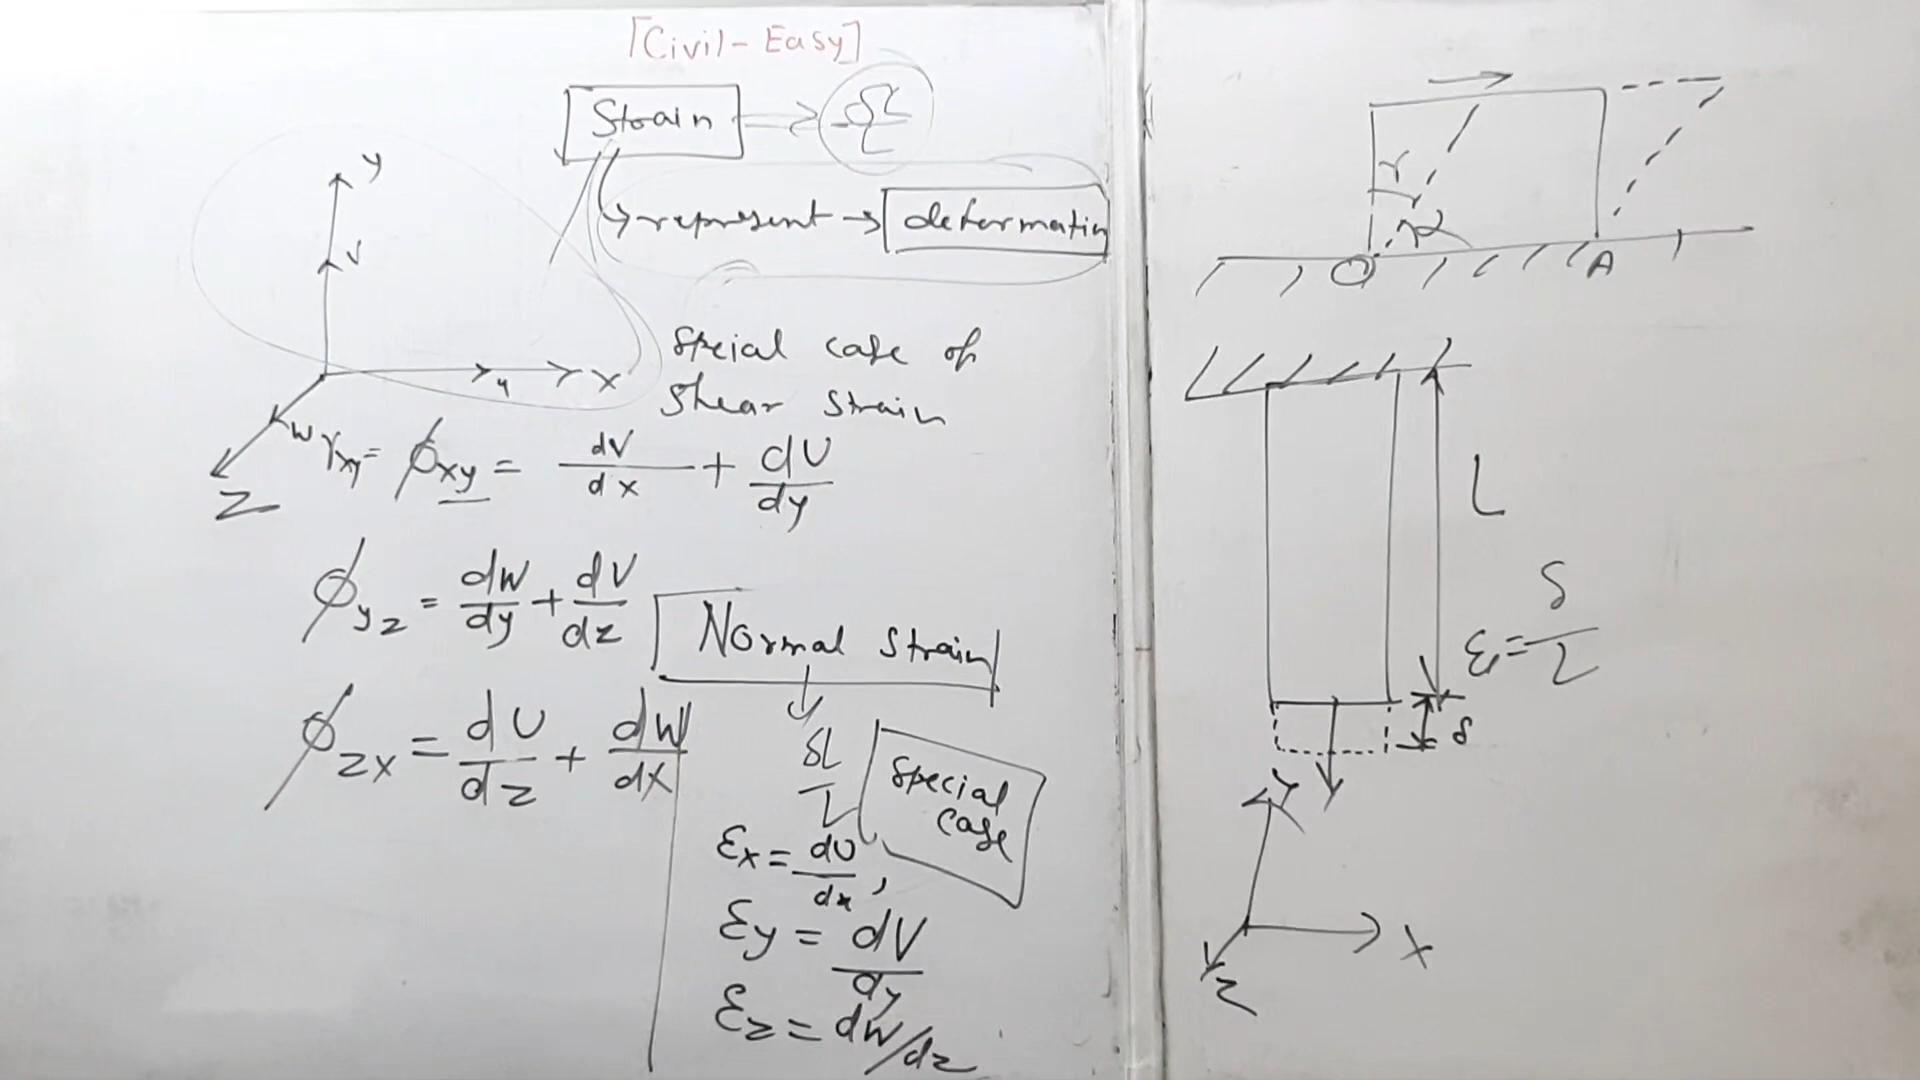 [Civil-Easy]
Strain ⇒ δL/L
↳ represent → deformatin
y
V
u
X
W
Z
Special case of
Shear Strain
γxy = φxy = dV/dx + dU/dy
φyz = dW/dy + dV/dz
φzx = dU/dz + dW/dx
Normal Strain
δL/L
Special
Case
εx = dU/dx,
εy = dV/dy
εz = dW/dz
γ
α
O
A
L
ε = δ/L
δ
Y
X
Z